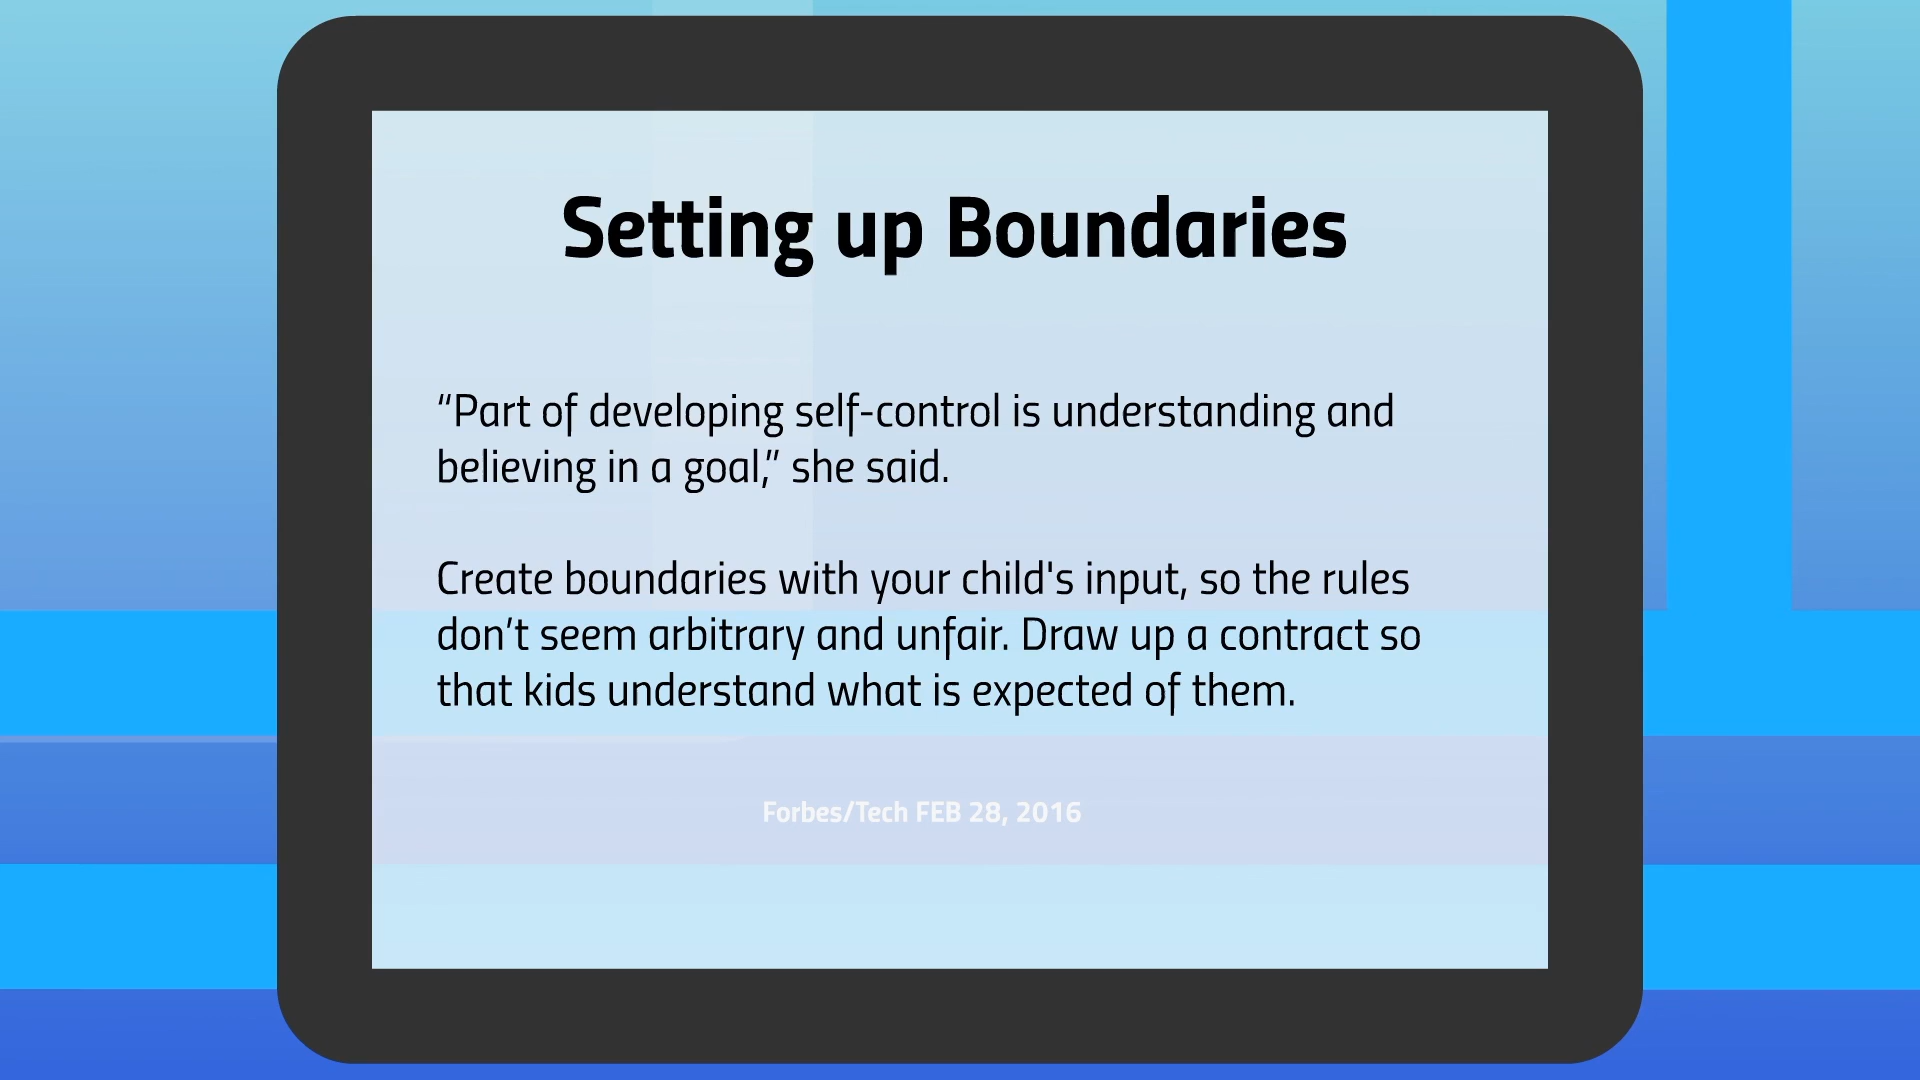 Setting up Boundaries
“Part of developing self-control is understanding and
believing in a goal,” she said.
Create boundaries with your child's input, so the rules
don’t seem arbitrary and unfair. Draw up a contract so
that kids understand what is expected of them.
Forbes/Tech FEB 28, 2016